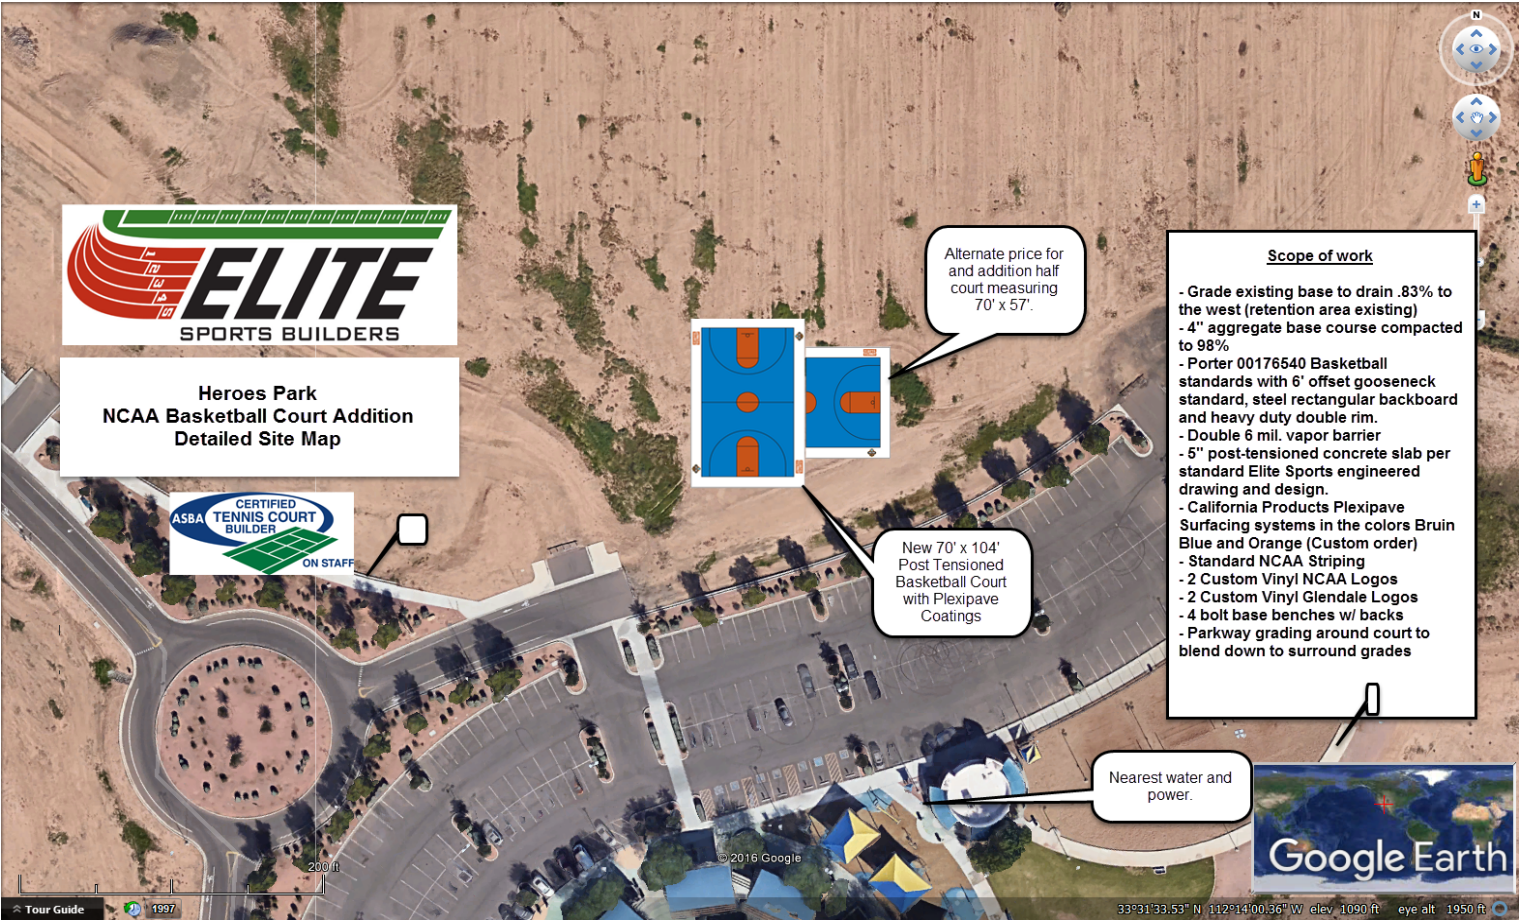 N
1 2 3 4 5
ELITE
SPORTS BUILDERS
Heroes Park
NCAA Basketball Court Addition
Detailed Site Map
CERTIFIED
ASBA TENNIS COURT
BUILDER
ON STAFF
Alternate price for
and addition half
court measuring
70' x 57'.
New 70' x 104'
Post Tensioned
Basketball Court
with Plexipave
Coatings
Scope of work
- Grade existing base to drain .83% to
the west (retention area existing)
- 4" aggregate base course compacted
to 98%
- Porter 00176540 Basketball
standards with 6' offset gooseneck
standard, steel rectangular backboard
and heavy duty double rim.
- Double 6 mil. vapor barrier
- 5" post-tensioned concrete slab per
standard Elite Sports engineered
drawing and design.
- California Products Plexipave
Surfacing systems in the colors Bruin
Blue and Orange (Custom order)
- Standard NCAA Striping
- 2 Custom Vinyl NCAA Logos
- 2 Custom Vinyl Glendale Logos
- 4 bolt base benches w/ backs
- Parkway grading around court to
blend down to surround grades
Nearest water and
power.
© 2016 Google
Google Earth
200 ft
Tour Guide
1997
33°31'33.53" N 112°14'00.36" W elev 1090 ft eye alt 1950 ft